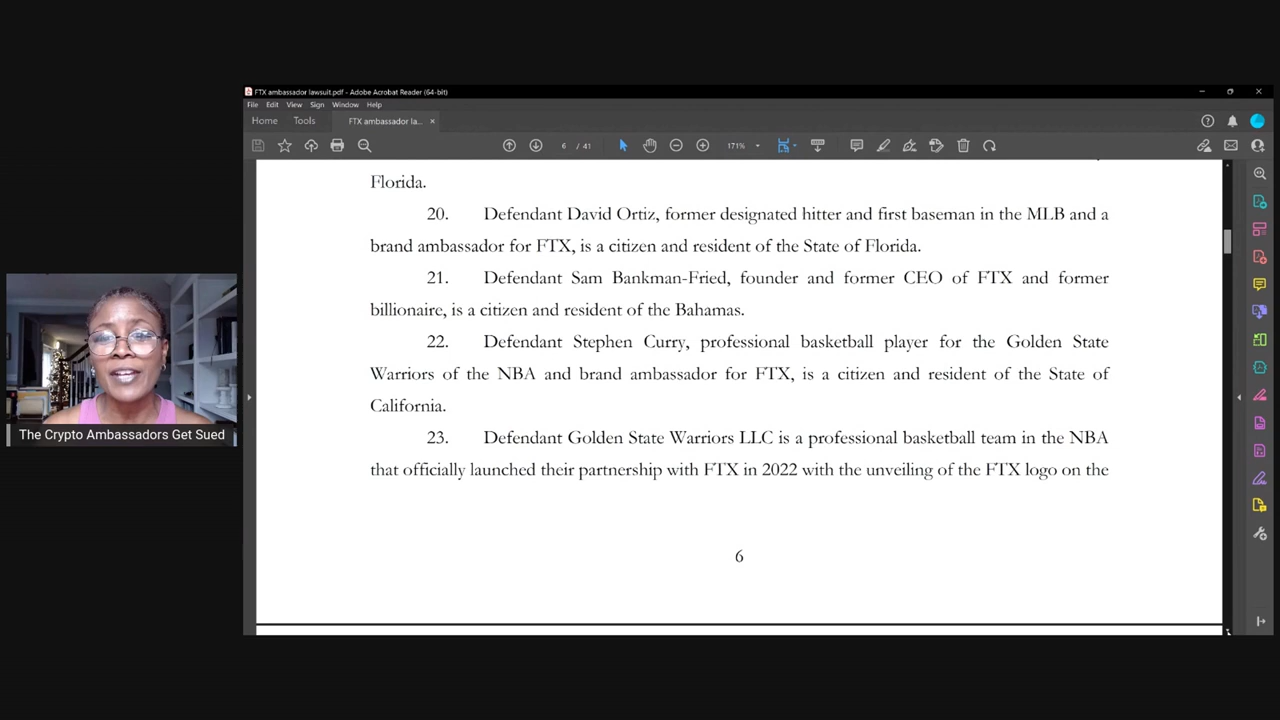 FTX ambassador lawsuit.pdf - Adobe Acrobat Reader (64-bit)
File Edit View Sign Window Help
Home Tools FTX ambassador la... ×
6 / 41 171%
Florida.
20. Defendant David Ortiz, former designated hitter and first baseman in the MLB and a
brand ambassador for FTX, is a citizen and resident of the State of Florida.
21. Defendant Sam Bankman-Fried, founder and former CEO of FTX and former
billionaire, is a citizen and resident of the Bahamas.
22. Defendant Stephen Curry, professional basketball player for the Golden State
Warriors of the NBA and brand ambassador for FTX, is a citizen and resident of the State of
California.
23. Defendant Golden State Warriors LLC is a professional basketball team in the NBA
that officially launched their partnership with FTX in 2022 with the unveiling of the FTX logo on the
6
The Crypto Ambassadors Get Sued